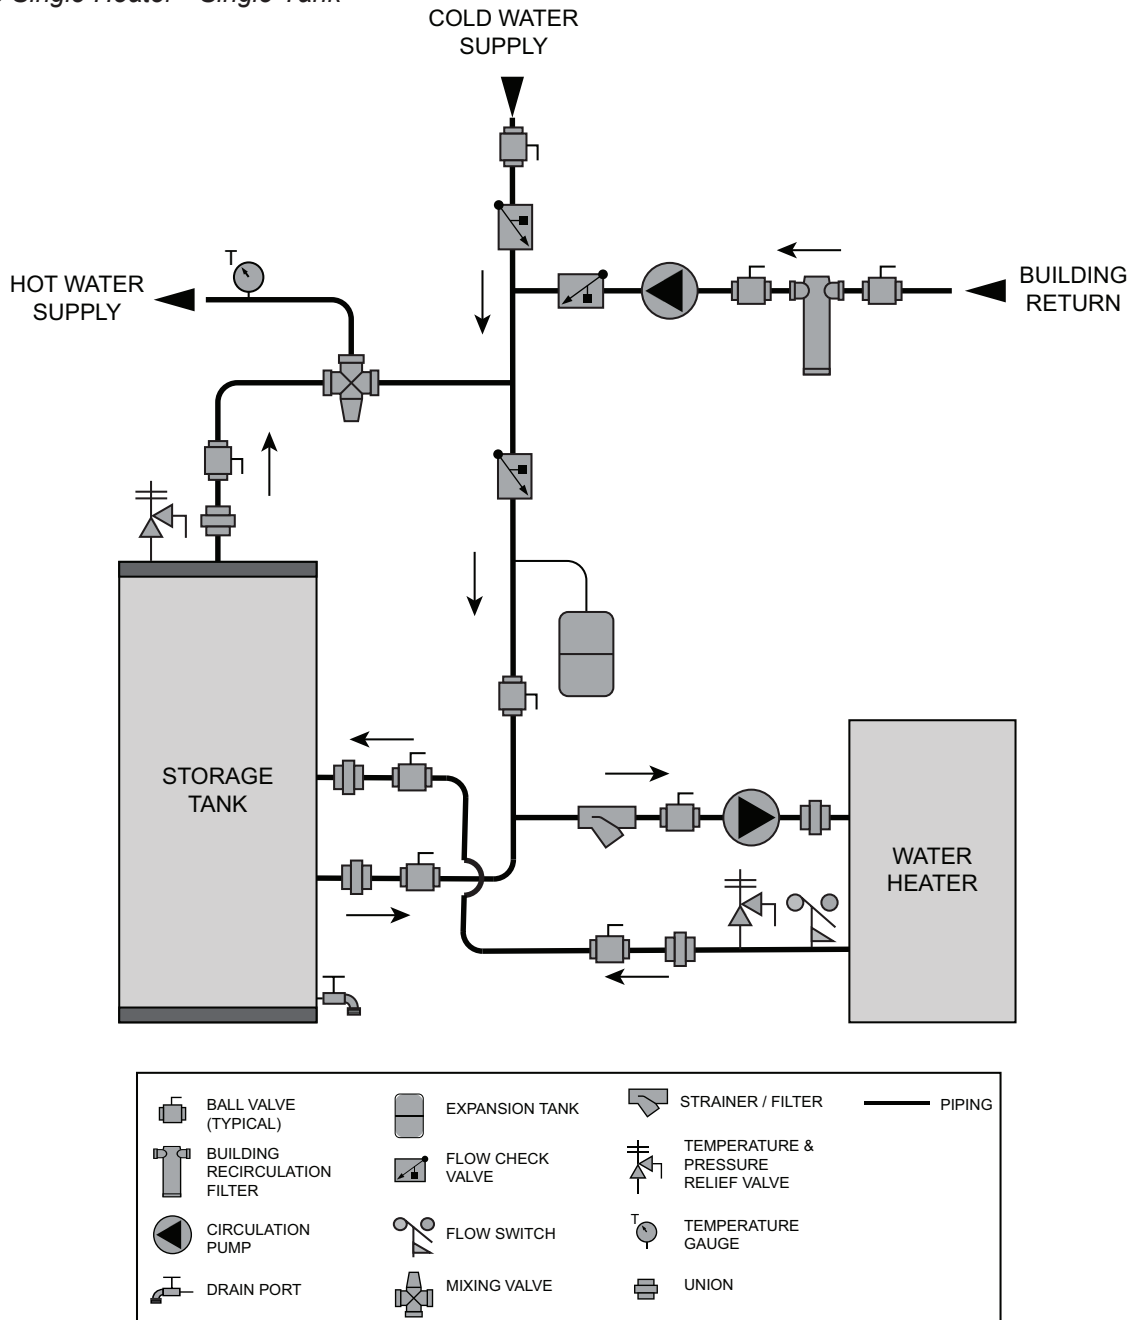 Single Heater - Single Tank
COLD WATER
SUPPLY
T
HOT WATER
SUPPLY
BUILDING
RETURN
STORAGE
TANK
WATER
HEATER
BALL VALVE
(TYPICAL)
BUILDING
RECIRCULATION
FILTER
CIRCULATION
PUMP
DRAIN PORT
EXPANSION TANK
FLOW CHECK
VALVE
FLOW SWITCH
MIXING VALVE
STRAINER / FILTER
TEMPERATURE &
PRESSURE
RELIEF VALVE
T
TEMPERATURE
GAUGE
UNION
PIPING